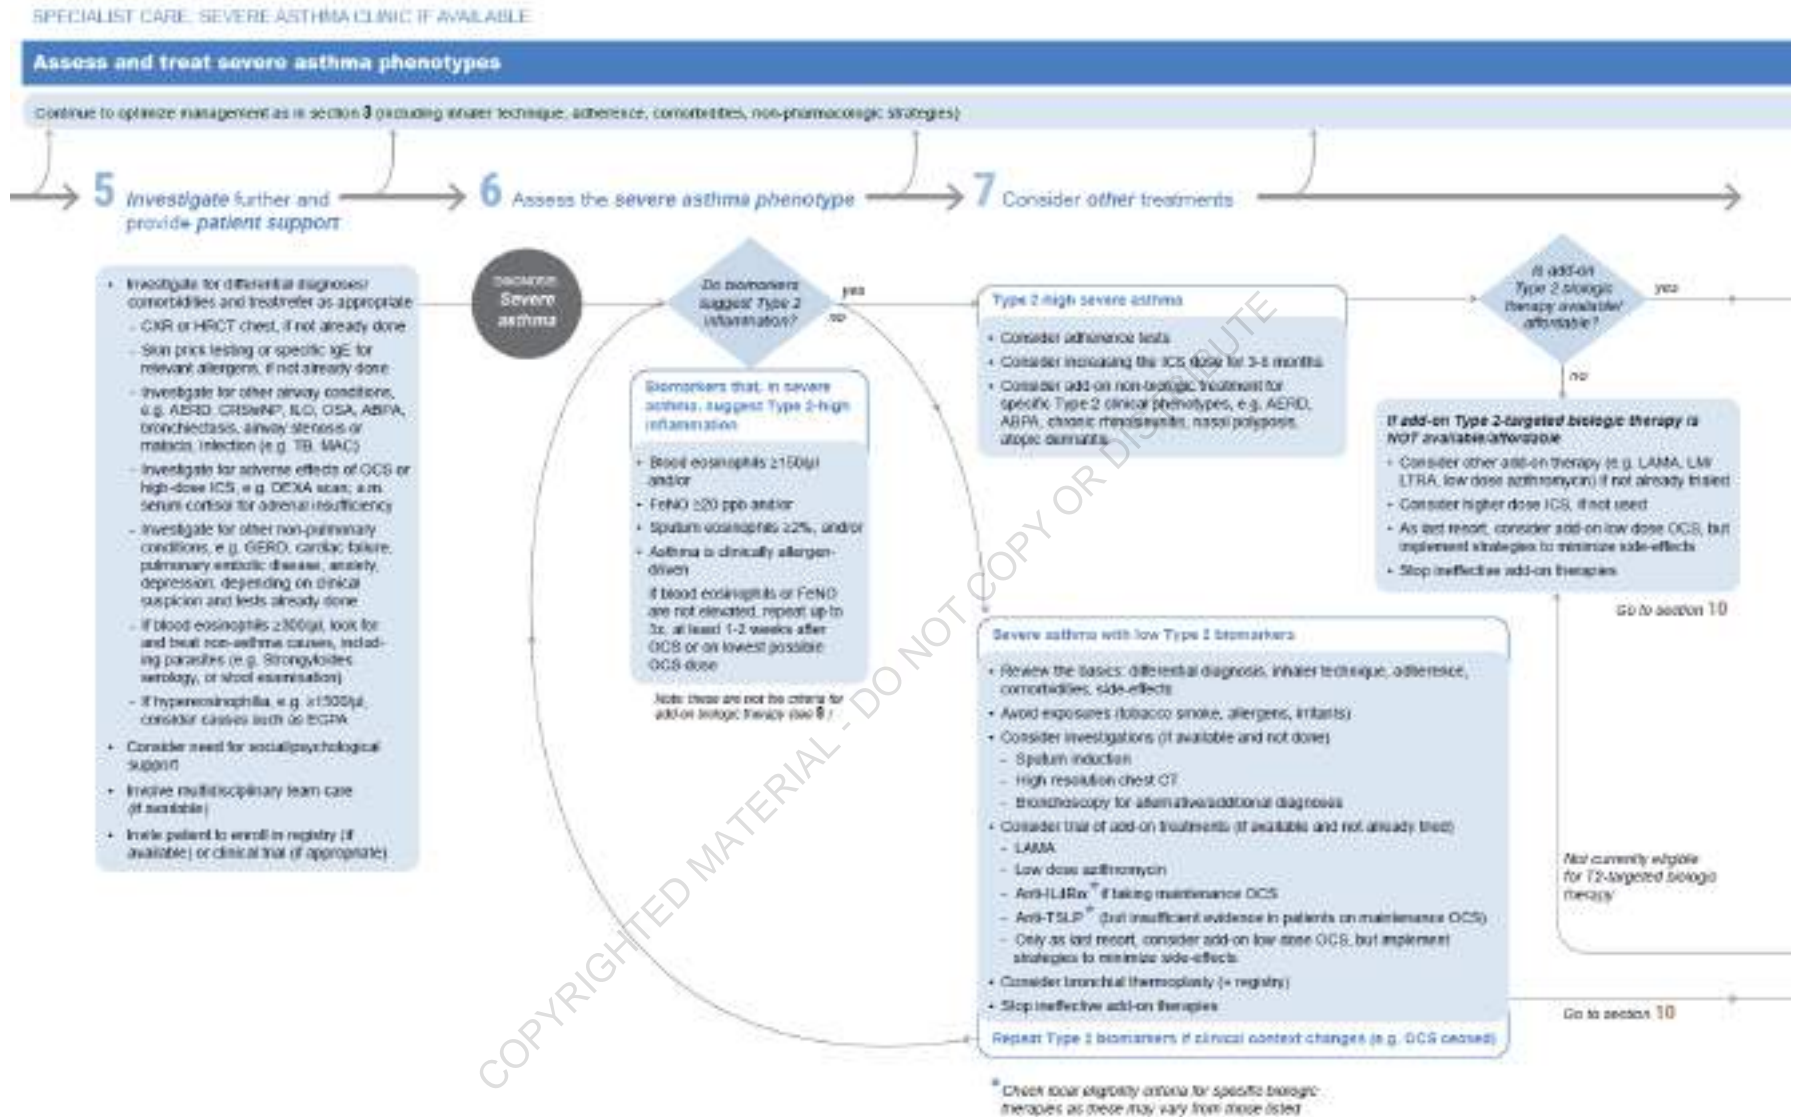 SPECIALIST CARE; SEVERE ASTHMA CLINIC IF AVAILABLE
Assess and treat severe asthma phenotypes
Continue to optimize management as in section 3 (including inhaler technique, adherence, comorbidities, non-pharmacologic strategies)
5 Investigate further and
provide patient support
• Investigate for differential diagnoses/
comorbidities and treat/refer as appropriate
- CXR or HRCT chest, if not already done
- Skin prick testing or specific IgE for
relevant allergens, if not already done
- Investigate for other airway conditions,
e.g. AERD, CRSwNP, ILO, OSA, ABPA,
bronchiectasis, airway stenosis or
malacia, infection (e.g. TB, MAC)
- Investigate for adverse effects of OCS or
high-dose ICS, e.g. DEXA scan; a.m.
serum cortisol for adrenal insufficiency
- Investigate for other non-pulmonary
conditions, e.g. GERD, cardiac failure,
pulmonary embolic disease, anxiety,
depression, depending on clinical
suspicion and tests already done
- If blood eosinophils ≥300/µl, look for
and treat non-asthma causes, includ-
ing parasites (e.g. Strongyloides
serology, or stool examination)
- If hypereosinophilia, e.g. ≥1500/µl,
consider causes such as EGPA
• Consider need for social/psychological
support
• Involve multidisciplinary team care
(if available)
• Invite patient to enroll in registry (if
available) or clinical trial (if appropriate)
6 Assess the severe asthma phenotype
DIAGNOSIS:
Severe
asthma
Do biomarkers
suggest Type 2
inflammation?
yes
no
Biomarkers that, in severe
asthma, suggest Type 2-high
inflammation
• Blood eosinophils ≥150/µl
and/or
• FeNO ≥20 ppb and/or
• Sputum eosinophils ≥2%, and/or
• Asthma is clinically allergen-
driven
If blood eosinophils or FeNO
are not elevated, repeat up to
3x, at least 1-2 weeks after
OCS or on lowest possible
OCS dose
Note: these are not the criteria for
add-on biologic therapy (see 8)
7 Consider other treatments
Type 2-high severe asthma
• Consider adherence tests
• Consider increasing the ICS dose for 3-6 months
• Consider add-on non-biologic treatment for
specific Type 2 clinical phenotypes, e.g. AERD,
ABPA, chronic rhinosinusitis, nasal polyposis,
atopic dermatitis
Severe asthma with low Type 2 biomarkers
• Review the basics: differential diagnosis, inhaler technique, adherence,
comorbidities, side-effects
• Avoid exposures (tobacco smoke, allergens, irritants)
• Consider investigations (if available and not done)
- Sputum induction
- High resolution chest CT
- Bronchoscopy for alternative/additional diagnoses
• Consider trial of add-on treatments (if available and not already tried)
- LAMA
- Low dose azithromycin
- Anti-IL4Rα* if taking maintenance OCS
- Anti-TSLP* (but insufficient evidence in patients on maintenance OCS)
- Only as last resort, consider add-on low dose OCS, but implement
strategies to minimize side-effects
• Consider bronchial thermoplasty (+ registry)
• Stop ineffective add-on therapies
Repeat Type 2 biomarkers if clinical context changes (e.g. OCS ceased)
* Check local eligibility criteria for specific biologic
therapies as these may vary from those listed
Is add-on
Type 2 biologic
therapy available/
affordable?
yes
no
If add-on Type 2-targeted biologic therapy is
NOT available/affordable
• Consider other add-on therapy (e.g. LAMA, LM/
LTRA, low dose azithromycin) if not already trialled
• Consider higher dose ICS, if not used
• As last resort, consider add-on low dose OCS, but
implement strategies to minimize side-effects
• Stop ineffective add-on therapies
Go to section 10
Not currently eligible
for T2-targeted biologic
therapy
Go to section 10
COPYRIGHTED MATERIAL - DO NOT COPY OR DISTRIBUTE